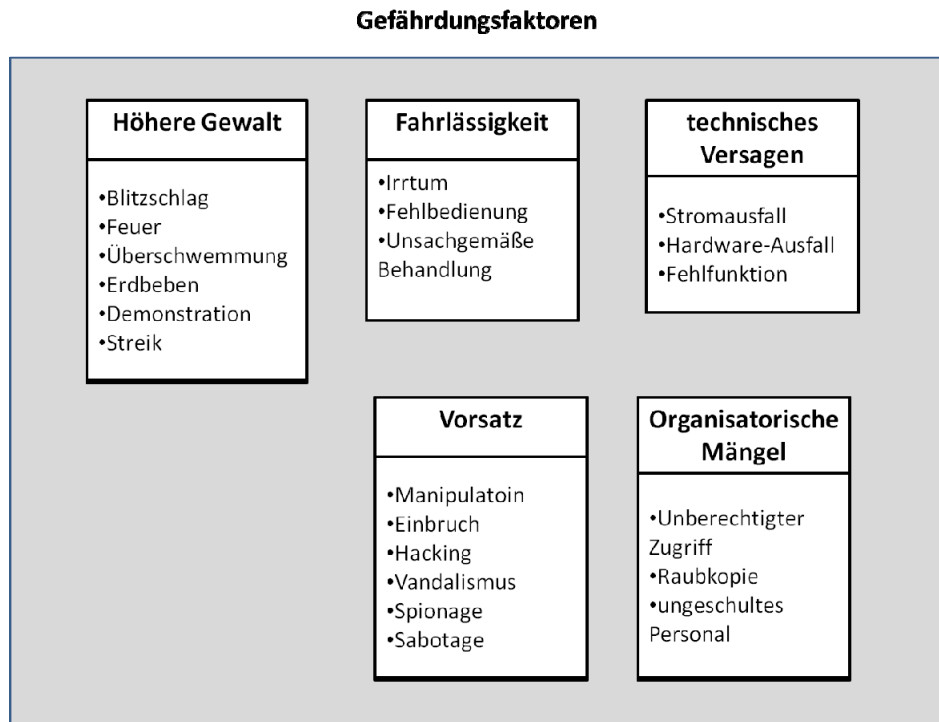 Gefährdungsfaktoren
Höhere Gewalt
•Blitzschlag
•Feuer
•Überschwemmung
•Erdbeben
•Demonstration
•Streik
Fahrlässigkeit
•Irrtum
•Fehlbedienung
•Unsachgemäße
Behandlung
technisches
Versagen
•Stromausfall
•Hardware-Ausfall
•Fehlfunktion
Vorsatz
•Manipulatoin
•Einbruch
•Hacking
•Vandalismus
•Spionage
•Sabotage
Organisatorische
Mängel
•Unberechtigter
Zugriff
•Raubkopie
•ungeschultes
Personal